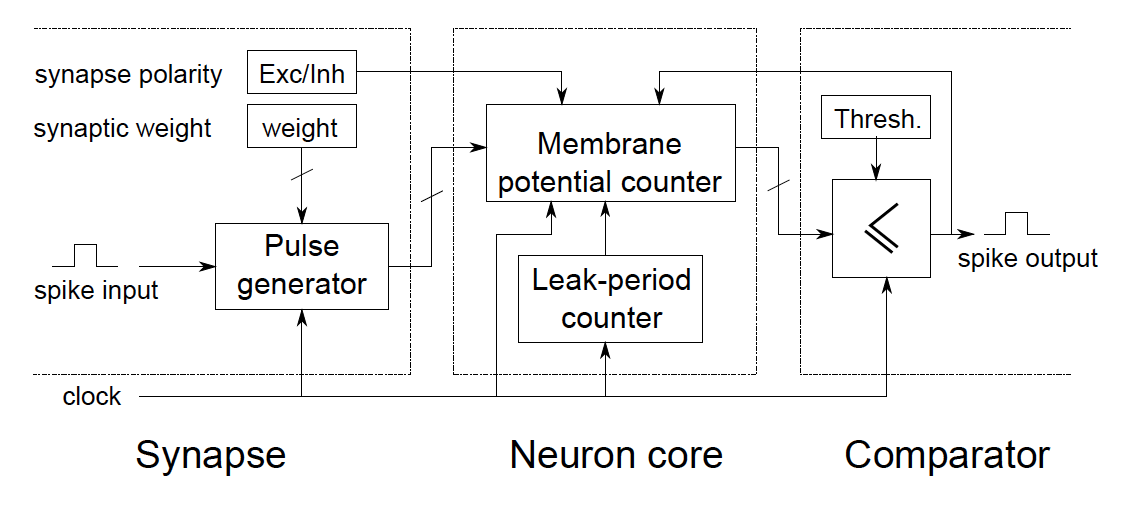 synapse polarity
Exc/Inh
synaptic weight
weight
Pulse
generator
spike input
clock
Membrane
potential counter
Leak-period
counter
Thresh.
≤
spike output
Synapse
Neuron core
Comparator